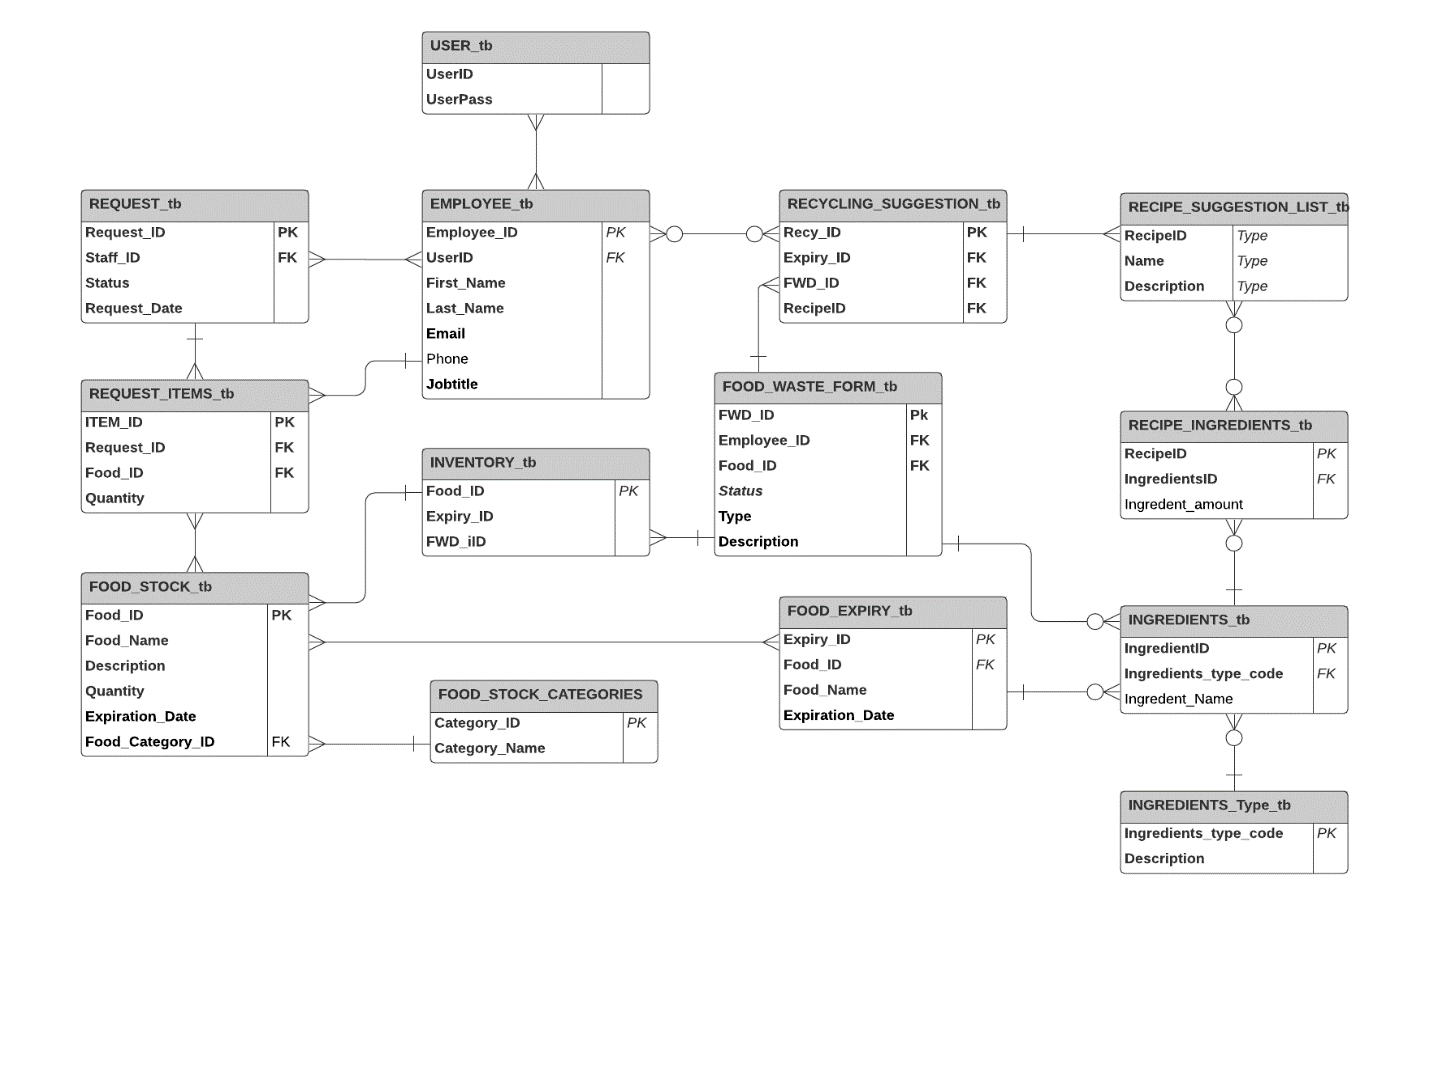 USER_tb
UserID
UserPass
REQUEST_tb
Request_ID PK
Staff_ID FK
Status
Request_Date
EMPLOYEE_tb
Employee_ID PK
UserID FK
First_Name
Last_Name
Email
Phone
Jobtitle
RECYCLING_SUGGESTION_tb
Recy_ID PK
Expiry_ID FK
FWD_ID FK
RecipeID FK
RECIPE_SUGGESTION_LIST_tb
RecipeID Type
Name Type
Description Type
REQUEST_ITEMS_tb
ITEM_ID PK
Request_ID FK
Food_ID FK
Quantity
INVENTORY_tb
Food_ID PK
Expiry_ID
FWD_iID
FOOD_WASTE_FORM_tb
FWD_ID Pk
Employee_ID FK
Food_ID FK
Status
Type
Description
RECIPE_INGREDIENTS_tb
RecipeID PK
IngredientsID FK
Ingredent_amount
FOOD_STOCK_tb
Food_ID PK
Food_Name
Description
Quantity
Expiration_Date
Food_Category_ID FK
FOOD_STOCK_CATEGORIES
Category_ID PK
Category_Name
FOOD_EXPIRY_tb
Expiry_ID PK
Food_ID FK
Food_Name
Expiration_Date
INGREDIENTS_tb
IngredientID PK
Ingredients_type_code FK
Ingredent_Name
INGREDIENTS_Type_tb
Ingredients_type_code PK
Description